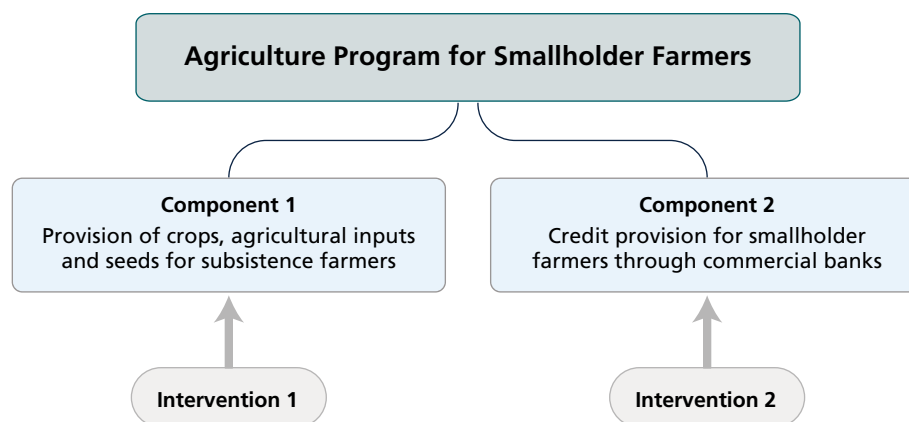 Agriculture Program for Smallholder Farmers
Component 1
Provision of crops, agricultural inputs
and seeds for subsistence farmers
Component 2
Credit provision for smallholder
farmers through commercial banks
Intervention 1
Intervention 2